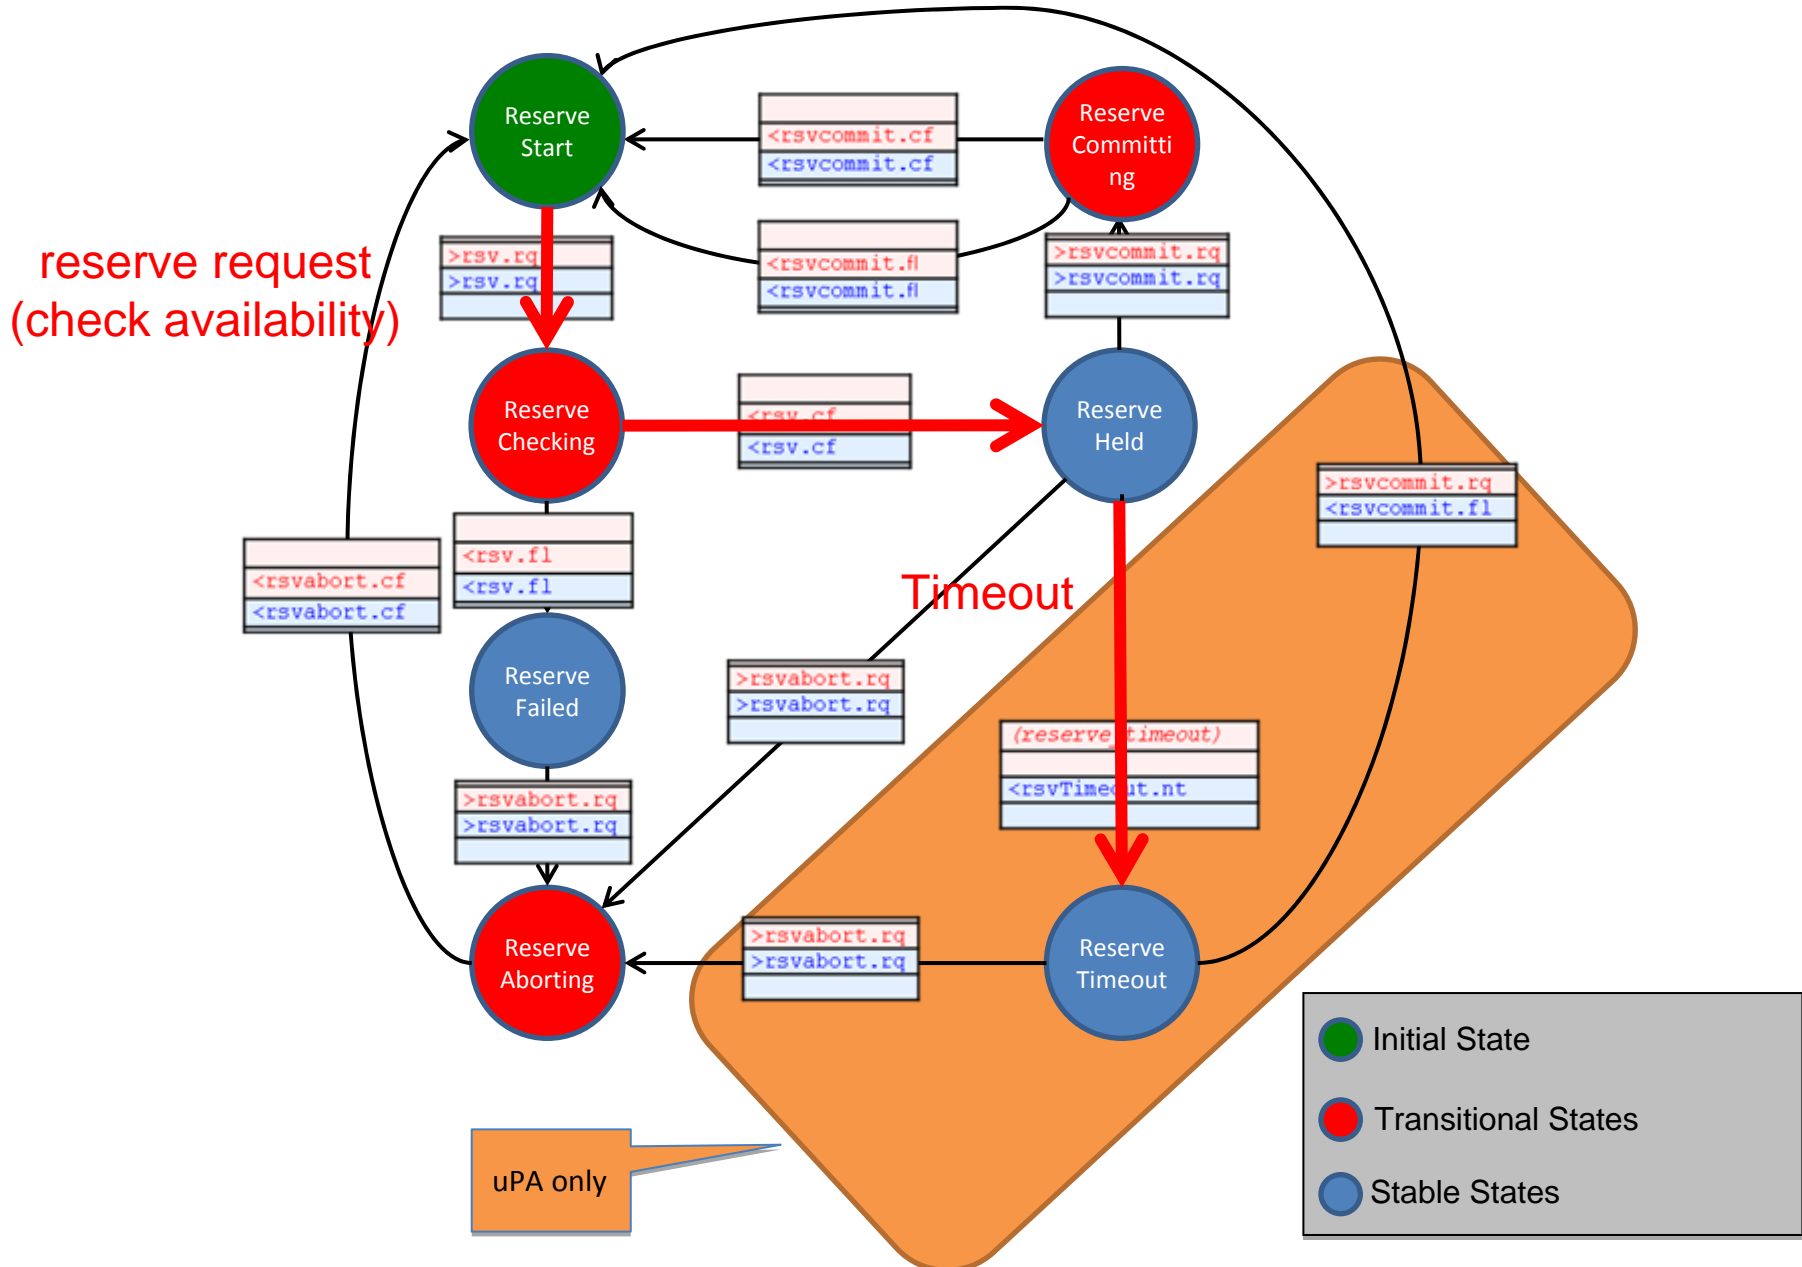 Reserve
Start
<rsvcommit.cf
<rsvcommit.cf
Reserve
Committi
ng
reserve request
(check availability)
>rsv.rq
>rsv.rq
<rsvcommit.fl
<rsvcommit.fl
>rsvcommit.rq
>rsvcommit.rq
Reserve
Checking
<rsv.cf
<rsv.cf
Reserve
Held
>rsvcommit.rq
<rsvcommit.fl
<rsvabort.cf
<rsvabort.cf
<rsv.fl
<rsv.fl
Timeout
Reserve
Failed
>rsvabort.rq
>rsvabort.rq
(reserve_timeout)
<rsvTimeout.nt
>rsvabort.rq
>rsvabort.rq
Reserve
Aborting
>rsvabort.rq
>rsvabort.rq
Reserve
Timeout
uPA only
Initial State
Transitional States
Stable States